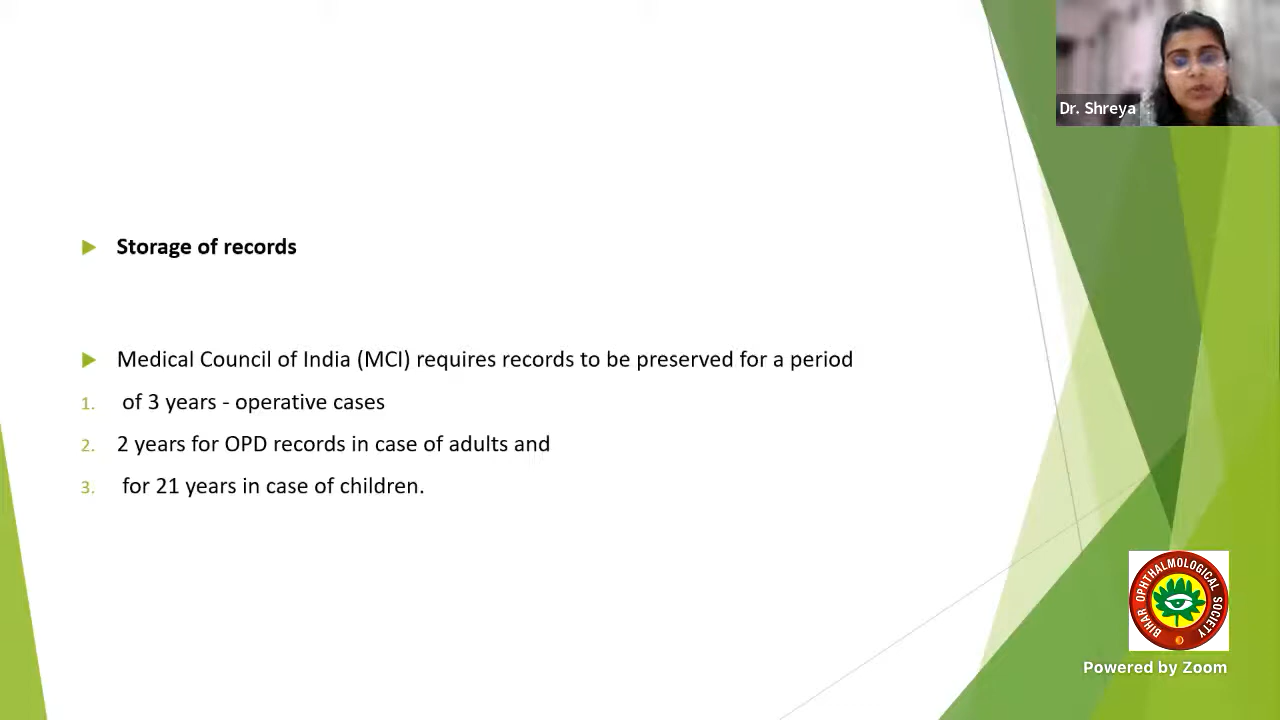 Dr. Shreya
Storage of records
Medical Council of India (MCI) requires records to be preserved for a period
1. of 3 years - operative cases
2. 2 years for OPD records in case of adults and
3. for 21 years in case of children.
BIHAR OPHTHALMOLOGICAL SOCIETY
Powered by Zoom